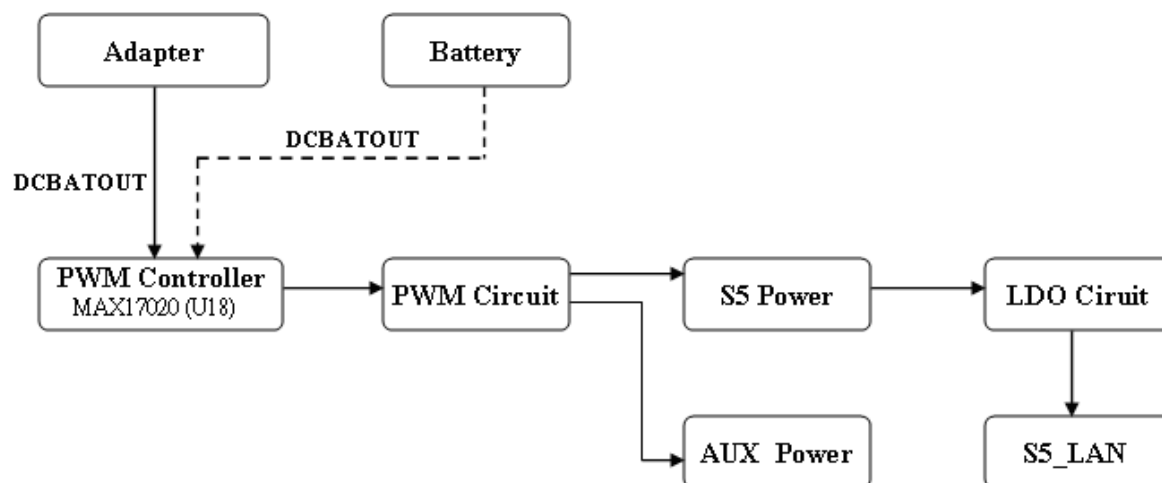 Adapter
Battery
DCBATOUT
DCBATOUT
PWM Controller
MAX17020 (U18)
PWM Circuit
S5 Power
LDO Ciruit
AUX Power
S5_LAN